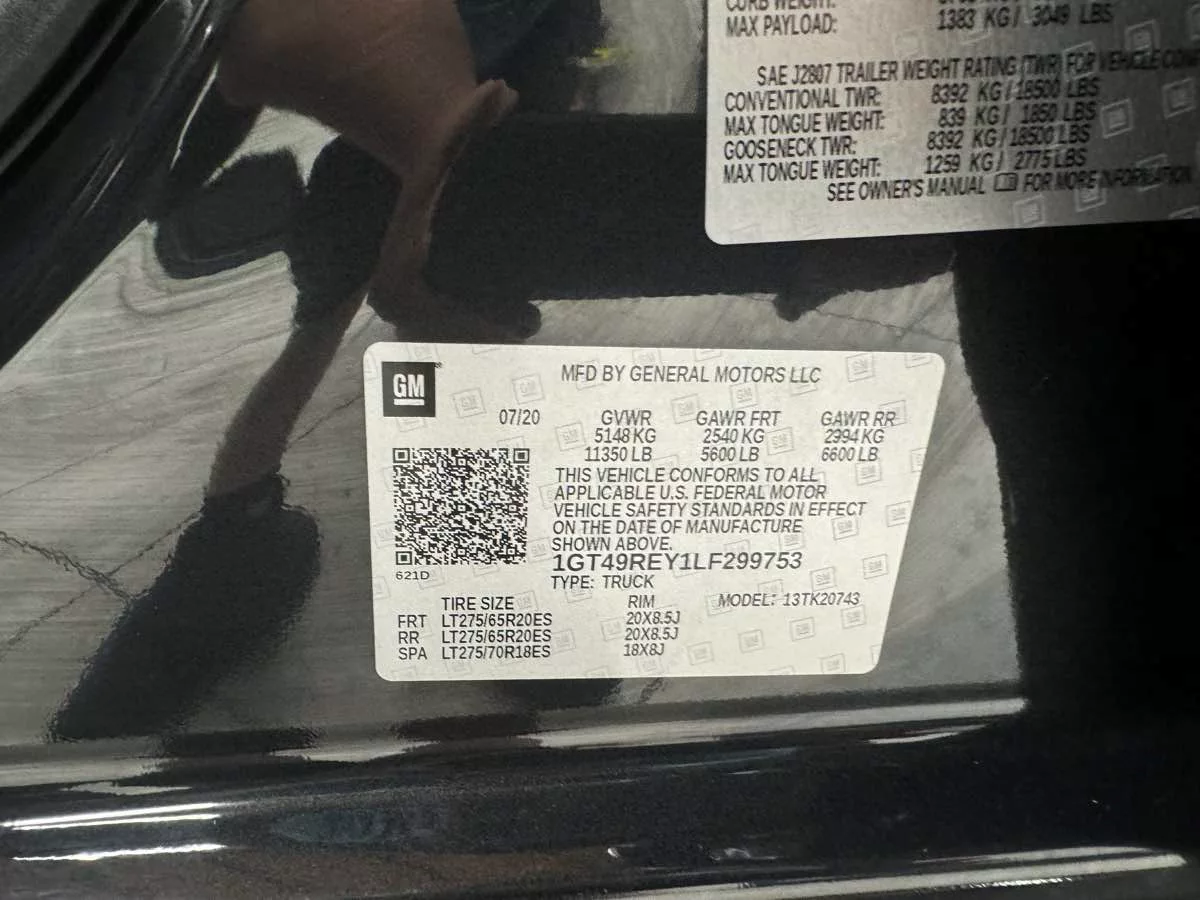 CURB WEIGHT:
MAX PAYLOAD: 1383 KG / 3049 LBS
SAE J2807 TRAILER WEIGHT RATING (TWR) FOR VEHICLE
CONVENTIONAL TWR: 8392 KG / 18500 LBS
MAX TONGUE WEIGHT: 839 KG / 1850 LBS
GOOSENECK TWR: 8392 KG / 18500 LBS
MAX TONGUE WEIGHT: 1259 KG / 2775 LBS
SEE OWNER'S MANUAL FOR MORE INFORMATION
GM
MFD BY GENERAL MOTORS LLC
07/20 GVWR GAWR FRT GAWR RR
5148 KG 2540 KG 2994 KG
11350 LB 5600 LB 6600 LB
THIS VEHICLE CONFORMS TO ALL
APPLICABLE U.S. FEDERAL MOTOR
VEHICLE SAFETY STANDARDS IN EFFECT
ON THE DATE OF MANUFACTURE
SHOWN ABOVE.
1GT49REY1LF299753
621D
TYPE: TRUCK
TIRE SIZE RIM MODEL: 13TK20743
FRT LT275/65R20ES 20X8.5J
RR LT275/65R20ES 20X8.5J
SPA LT275/70R18ES 18X8J